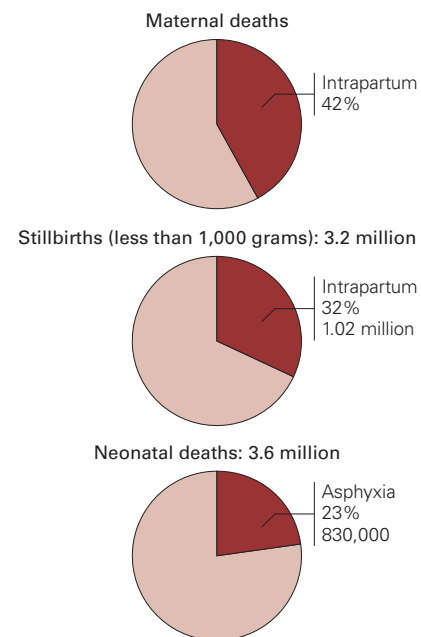 Maternal deaths
Intrapartum
42%
Stillbirths (less than 1,000 grams): 3.2 million
Intrapartum
32%
1.02 million
Neonatal deaths: 3.6 million
Asphyxia
23%
830,000